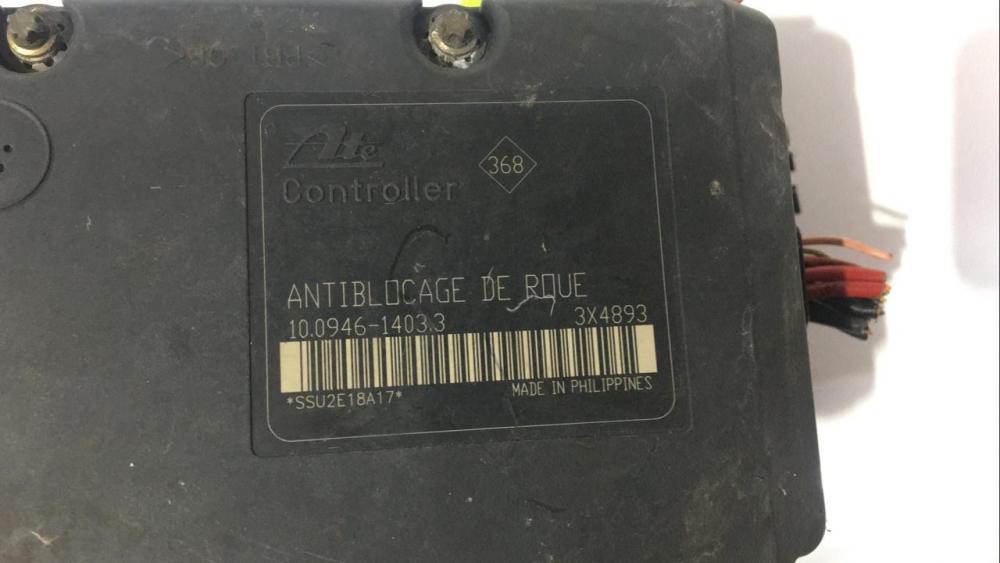 Ate
368
Controller
ANTIBLOCAGE DE ROUE
10.0946-1403.3 3X4893
*SSU2E18A17* MADE IN PHILIPPINES